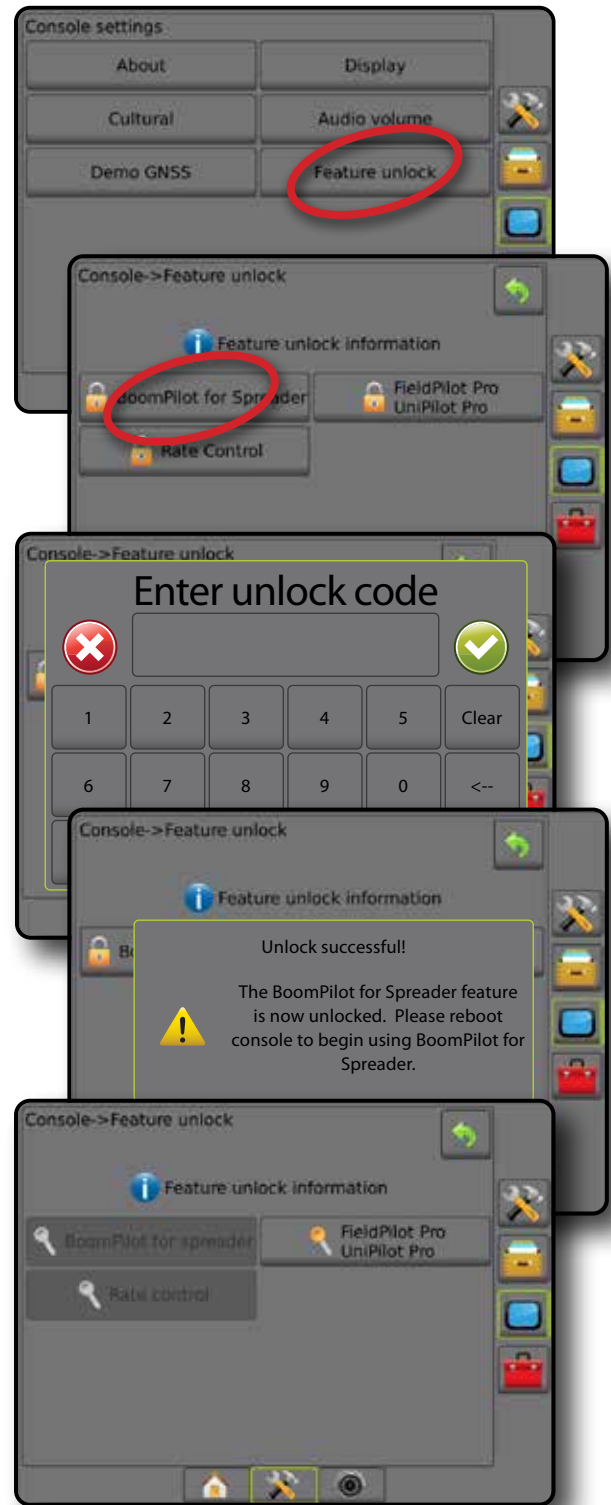 Console settings
About
Display
Cultural
Audio volume
Demo GNSS
Feature unlock
Console->Feature unlock
Feature unlock information
BoomPilot for Spreader
FieldPilot Pro
UniPilot Pro
Rate Control
Console->Feature unlock
Enter unlock code
1 2 3 4 5 Clear
6 7 8 9 0 <--
Console->Feature unlock
Feature unlock information
B
Unlock successful!
The BoomPilot for Spreader feature
is now unlocked. Please reboot
console to begin using BoomPilot for
Spreader.
Console->Feature unlock
Feature unlock information
BoomPilot for spreader
FieldPilot Pro
UniPilot Pro
Rate control